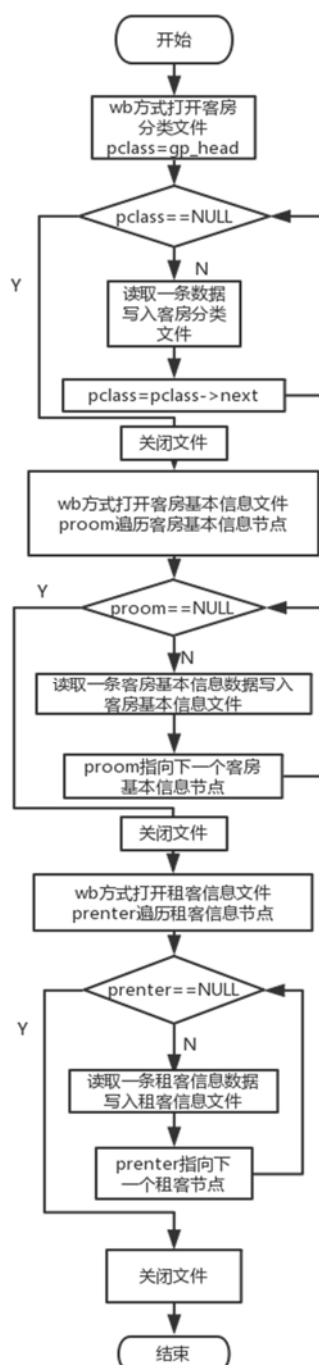 开始
wb方式打开客房
分类文件
pclass=gp_head
pclass==NULL
Y
N
读取一条数据
写入客房分类
文件
pclass=pclass->next
关闭文件
wb方式打开客房基本信息文件
proom遍历客房基本信息节点
Y
proom==NULL
N
读取一条客房基本信息数据写入
客房基本信息文件
proom指向下一个客房
基本信息节点
关闭文件
wb方式打开租客信息文件
prenter遍历租客信息节点
prenter==NULL
Y
N
读取一条租客信息数据
写入租客信息文件
prenter指向下
一个租客节点
关闭文件
结束